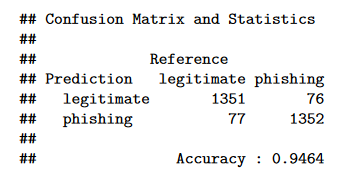 ## Confusion Matrix and Statistics
##
##             Reference
## Prediction   legitimate phishing
##   legitimate       1351       76
##   phishing           77     1352
##
##                Accuracy : 0.9464